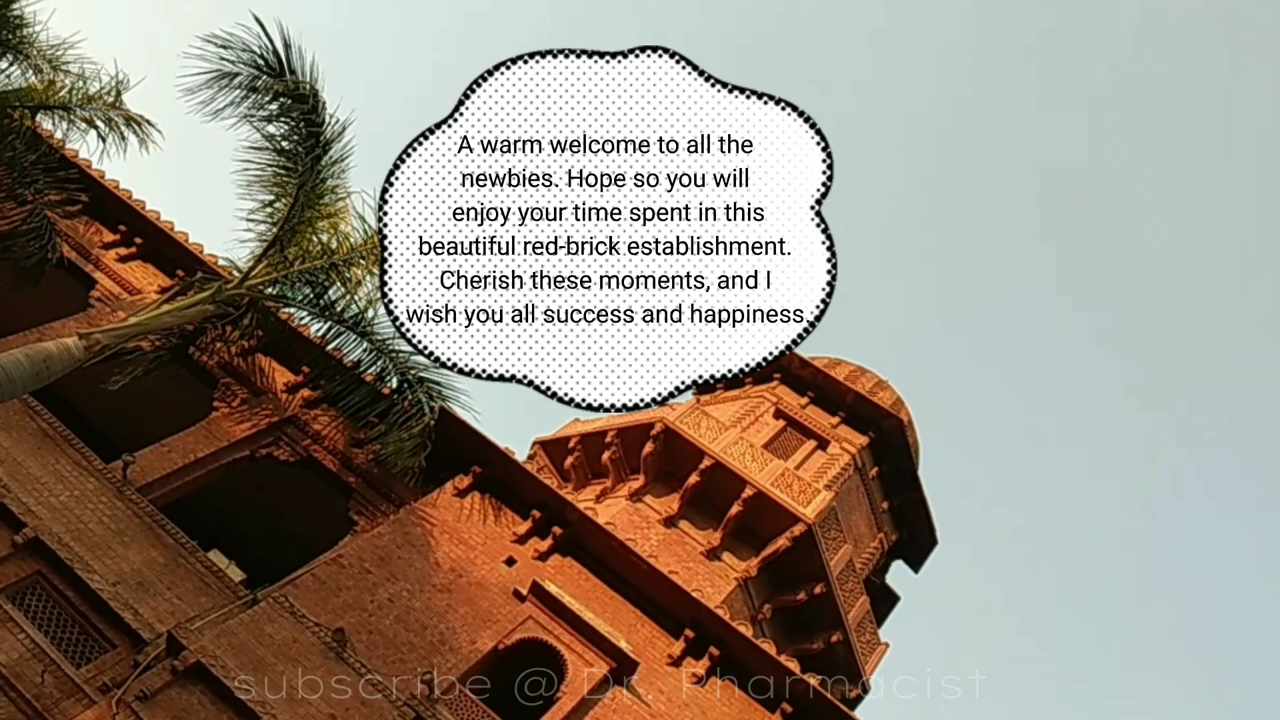 A warm welcome to all the
newbies. Hope so you will
enjoy your time spent in this
beautiful red-brick establishment.
Cherish these moments, and I
wish you all success and happiness.
subscribe @ Dr. Pharmacist